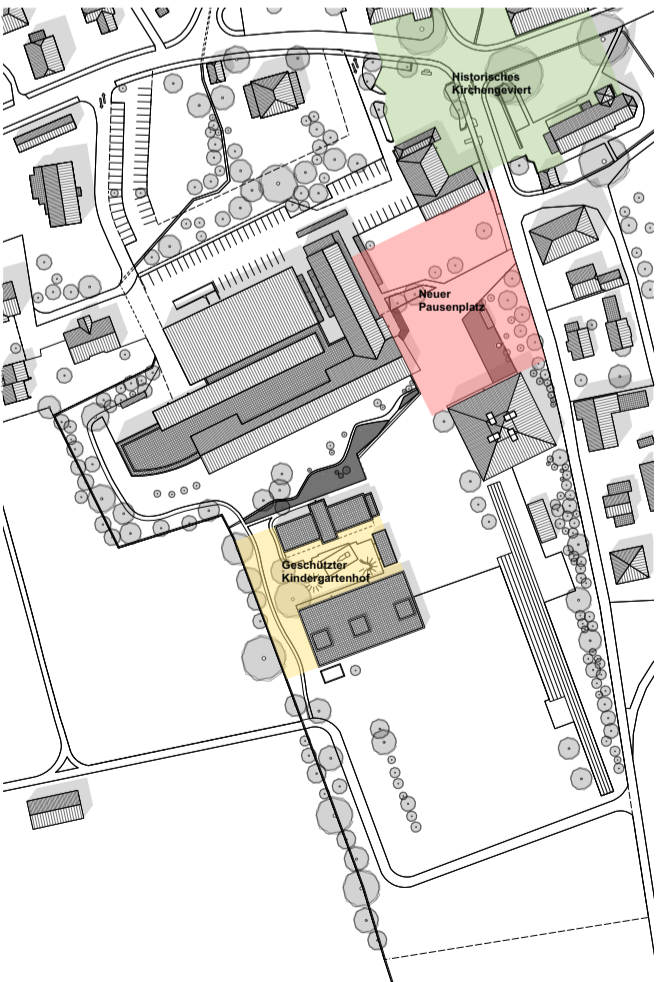 Historisches
Kirchengeviert
Neuer
Pausenplatz
Geschützter
Kindergartenhof